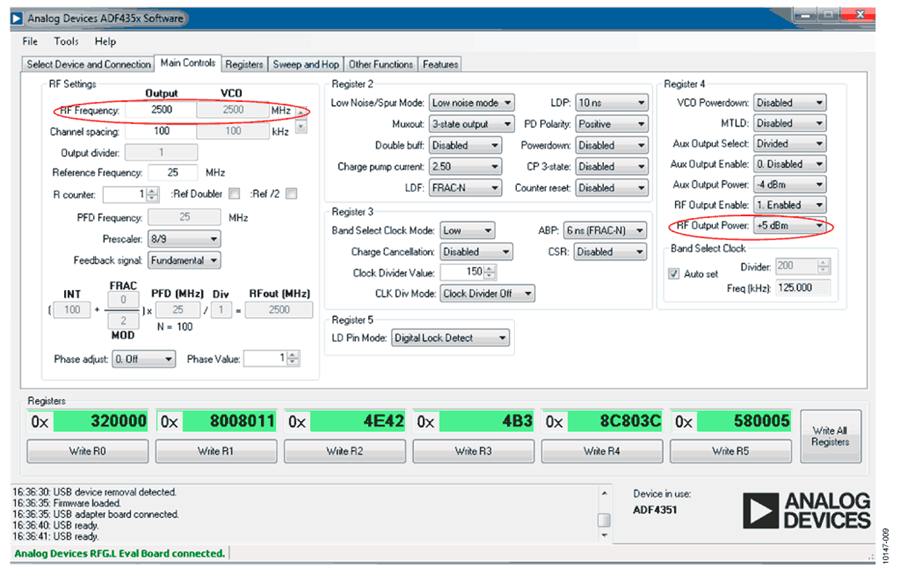 Analog Devices ADF435x Software
File Tools Help
Select Device and Connection Main Controls Registers Sweep and Hop Other Functions Features
RF Settings
Output VCO
RF Frequency: 2500 2500 MHz
Channel spacing: 100 100 kHz
Output divider: 1
Reference Frequency: 25 MHz
R counter: 1 :Ref Doubler :Ref /2
PFD Frequency: 25 MHz
Prescaler: 8/9
Feedback signal: Fundamental
INT FRAC PFD (MHz) Div RFout (MHz)
( 100 + 0 ) x 25 / 1 = 2500
2
MOD
N = 100
Phase adjust: 0. Off Phase Value: 1
Register 2
Low Noise/Spur Mode: Low noise mode LDP: 10 ns
Muxout: 3-state output PD Polarity: Positive
Double buff: Disabled Powerdown: Disabled
Charge pump current: 2.50 CP 3-state: Disabled
LDF: FRAC-N Counter reset: Disabled
Register 3
Band Select Clock Mode: Low ABP: 6 ns (FRAC-N)
Charge Cancellation: Disabled CSR: Disabled
Clock Divider Value: 150
CLK Div Mode: Clock Divider Off
Register 5
LD Pin Mode: Digital Lock Detect
Register 4
VCO Powerdown: Disabled
MTLD: Disabled
Aux Output Select: Divided
Aux Output Enable: 0. Disabled
Aux Output Power: -4 dBm
RF Output Enable: 1. Enabled
RF Output Power: +5 dBm
Band Select Clock
Auto set Divider: 200
Freq (kHz): 125.000
Registers
0x 320000 0x 8008011 0x 4E42 0x 4B3 0x 8C803C 0x 580005
Write R0 Write R1 Write R2 Write R3 Write R4 Write R5 Write All Registers
16:36:30: USB device removal detected.
16:36:35: Firmware loaded.
16:36:35: USB adapter board connected.
16:36:40: USB ready.
16:36:41: USB ready.
Device in use:
ADF4351
ANALOG
DEVICES
Analog Devices RFG.L Eval Board connected.
10147-009